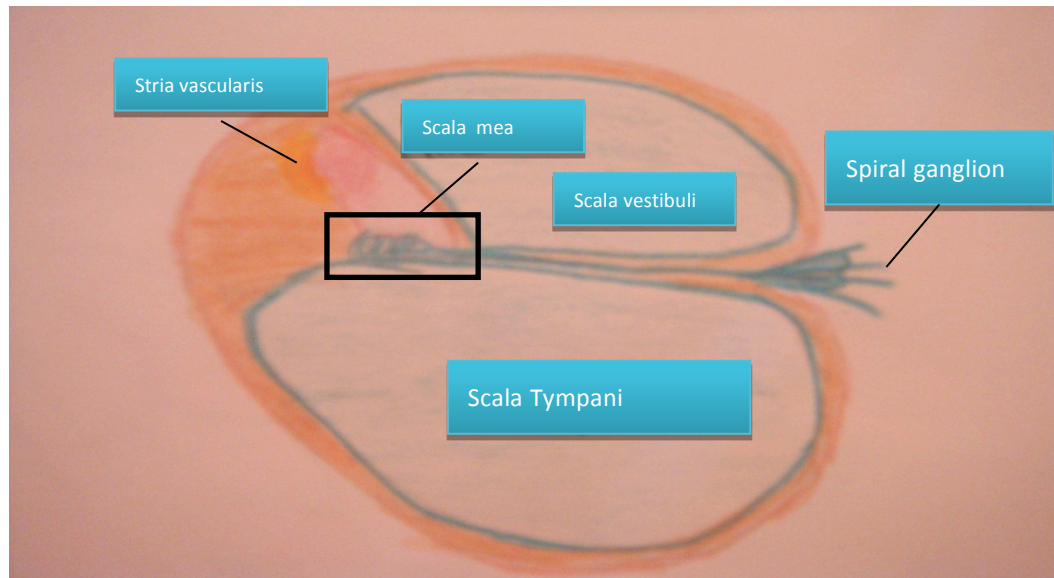 Stria vascularis
Scala mea
Scala vestibuli
Spiral ganglion
Scala Tympani